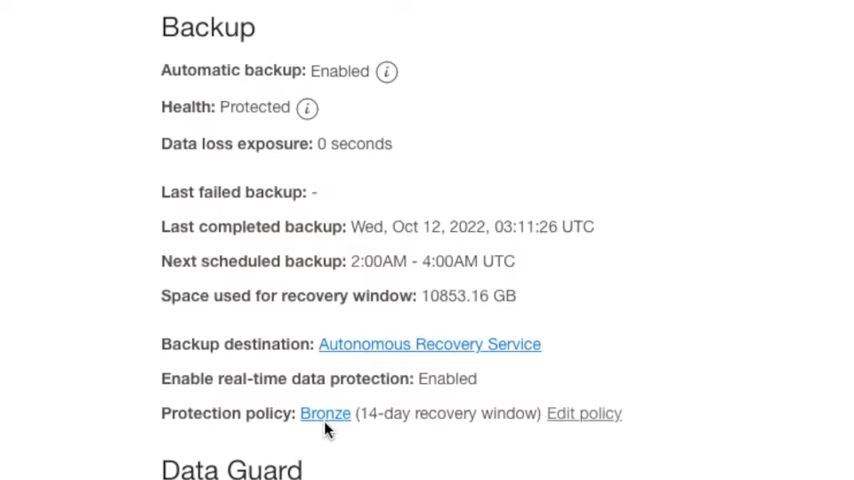 Backup
Automatic backup: Enabled i
Health: Protected i
Data loss exposure: 0 seconds
Last failed backup: -
Last completed backup: Wed, Oct 12, 2022, 03:11:26 UTC
Next scheduled backup: 2:00AM - 4:00AM UTC
Space used for recovery window: 10853.16 GB
Backup destination: Autonomous Recovery Service
Enable real-time data protection: Enabled
Protection policy: Bronze (14-day recovery window) Edit policy
Data Guard